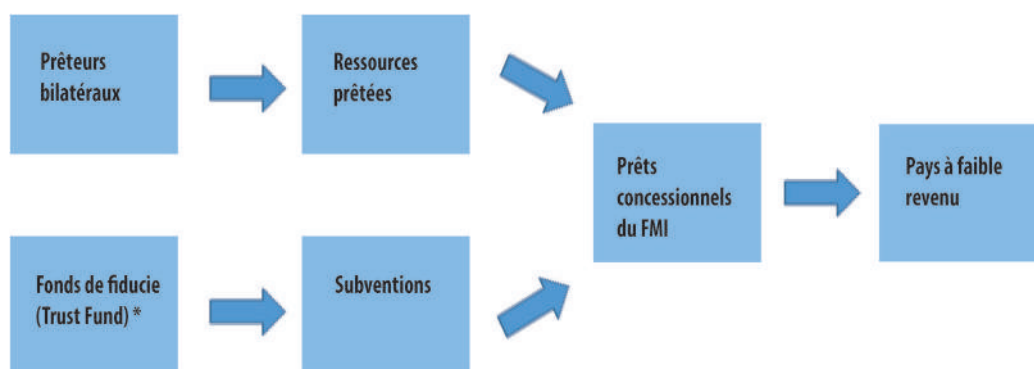 Prêteurs
bilatéraux
Ressources
prêtées
Prêts
concessionnels
du FMI
Pays à faible
revenu
Fonds de fiducie
(Trust Fund) *
Subventions